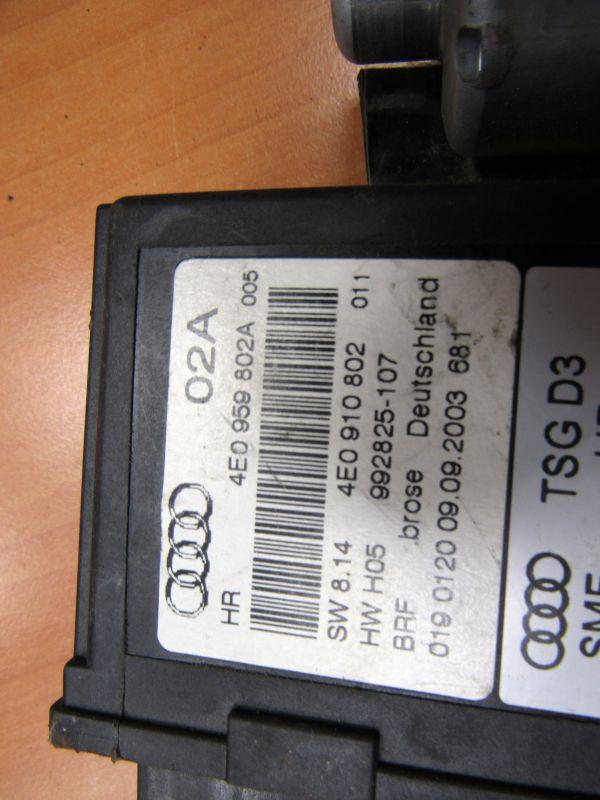 02A
HR 4E0 959 802A 005
SW 8.14 4E0 910 802 011
HW H05 992825-107
BRF brose Deutschland
019 0120 09.09.2003 681
TSG D3